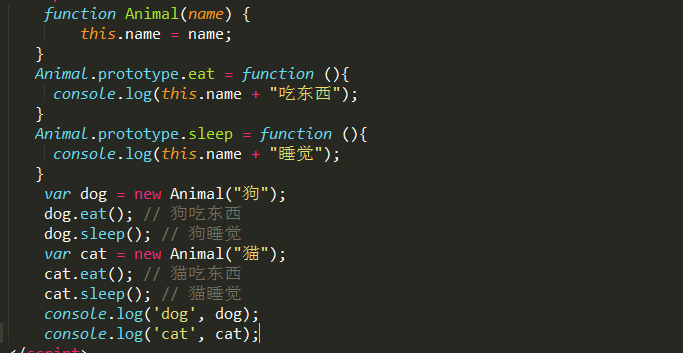 function Animal(name) {
this.name = name;
}
Animal.prototype.eat = function (){
console.log(this.name + "吃东西");
}
Animal.prototype.sleep = function (){
console.log(this.name + "睡觉");
}
var dog = new Animal("狗");
dog.eat(); // 狗吃东西
dog.sleep(); // 狗睡觉
var cat = new Animal("猫");
cat.eat(); // 猫吃东西
cat.sleep(); // 猫睡觉
console.log('dog', dog);
console.log('cat', cat);
</script>